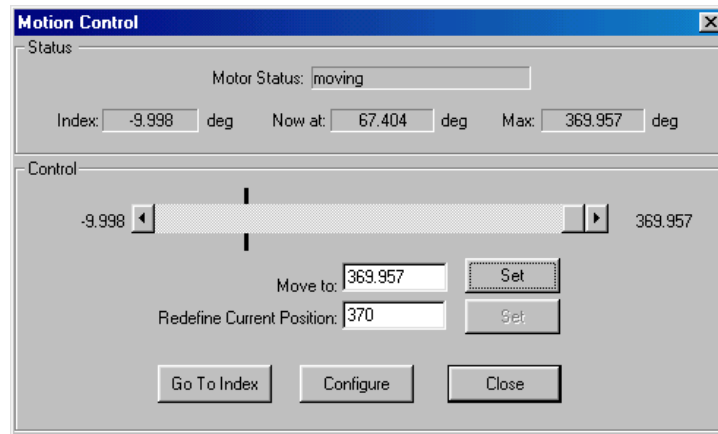 Motion Control
Status
Motor Status: moving
Index: -9.998 deg Now at: 67.404 deg Max: 369.957 deg
Control
-9.998 369.957
Move to: 369.957 Set
Redefine Current Position: 370 Set
Go To Index Configure Close